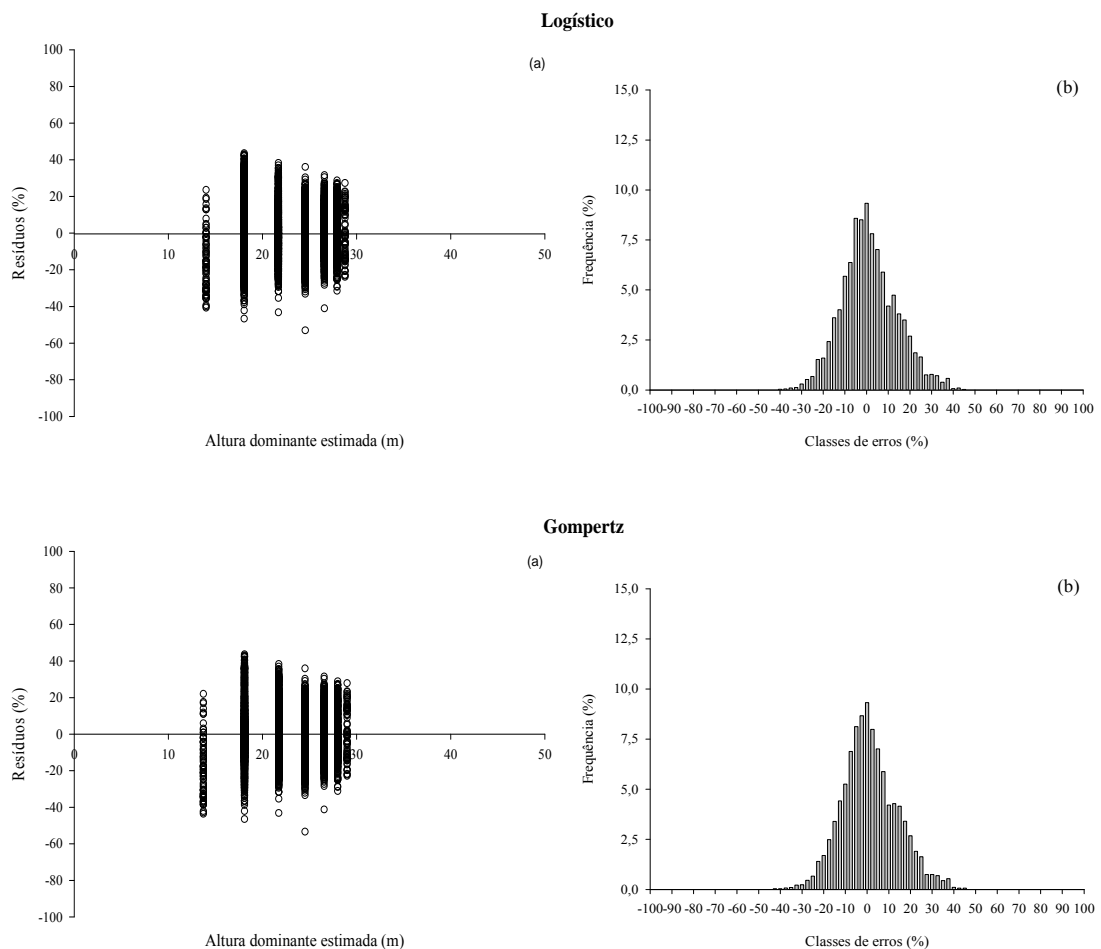 Logístico
(a)
100
80
60
40
20
0
-20
-40
-60
-80
-100
0 10 20 30 40 50
Resíduos (%)
Altura dominante estimada (m)
(b)
15,0
12,5
10,0
7,5
5,0
2,5
0,0
-100 -90 -80 -70 -60 -50 -40 -30 -20 -10 0 10 20 30 40 50 60 70 80 90 100
Frequência (%)
Classes de erros (%)
Gompertz
(a)
100
80
60
40
20
0
-20
-40
-60
-80
-100
0 10 20 30 40 50
Resíduos (%)
Altura dominante estimada (m)
(b)
15,0
12,5
10,0
7,5
5,0
2,5
0,0
-100 -90 -80 -70 -60 -50 -40 -30 -20 -10 0 10 20 30 40 50 60 70 80 90 100
Frequência (%)
Classes de erros (%)